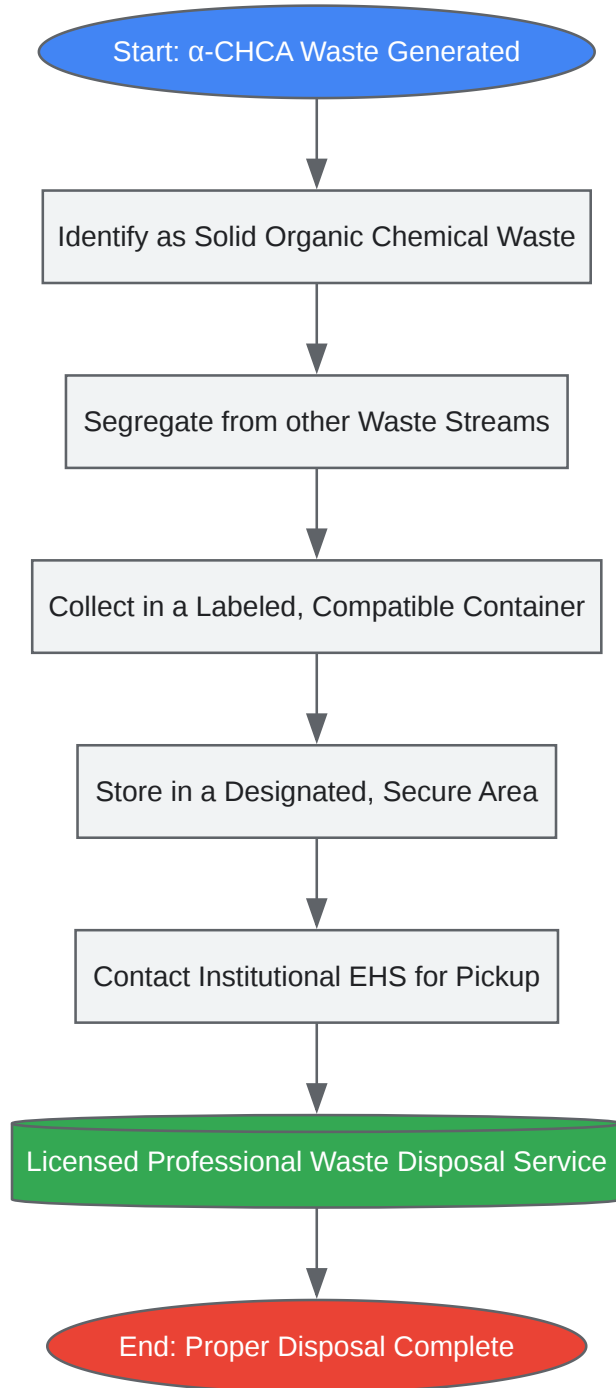 Start: α-CHCA Waste Generated
Identify as Solid Organic Chemical Waste
Segregate from other Waste Streams
Collect in a Labeled, Compatible Container
Store in a Designated, Secure Area
Contact Institutional EHS for Pickup
Licensed Professional Waste Disposal Service
End: Proper Disposal Complete